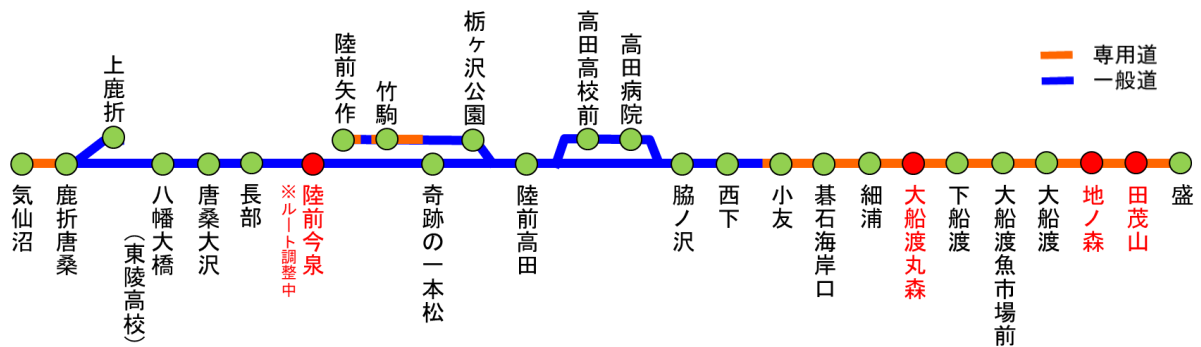 専用道
一般道
上鹿折
陸前矢作
竹駒
栃ヶ沢公園
高田高校前
高田病院
気仙沼
鹿折唐桑
八幡大橋
（東陵高校）
唐桑大沢
長部
陸前今泉
※ルート調整中
奇跡の一本松
陸前高田
脇ノ沢
西下
小友
碁石海岸口
細浦
大船渡丸森
下船渡
大船渡魚市場前
大船渡
地ノ森
田茂山
盛